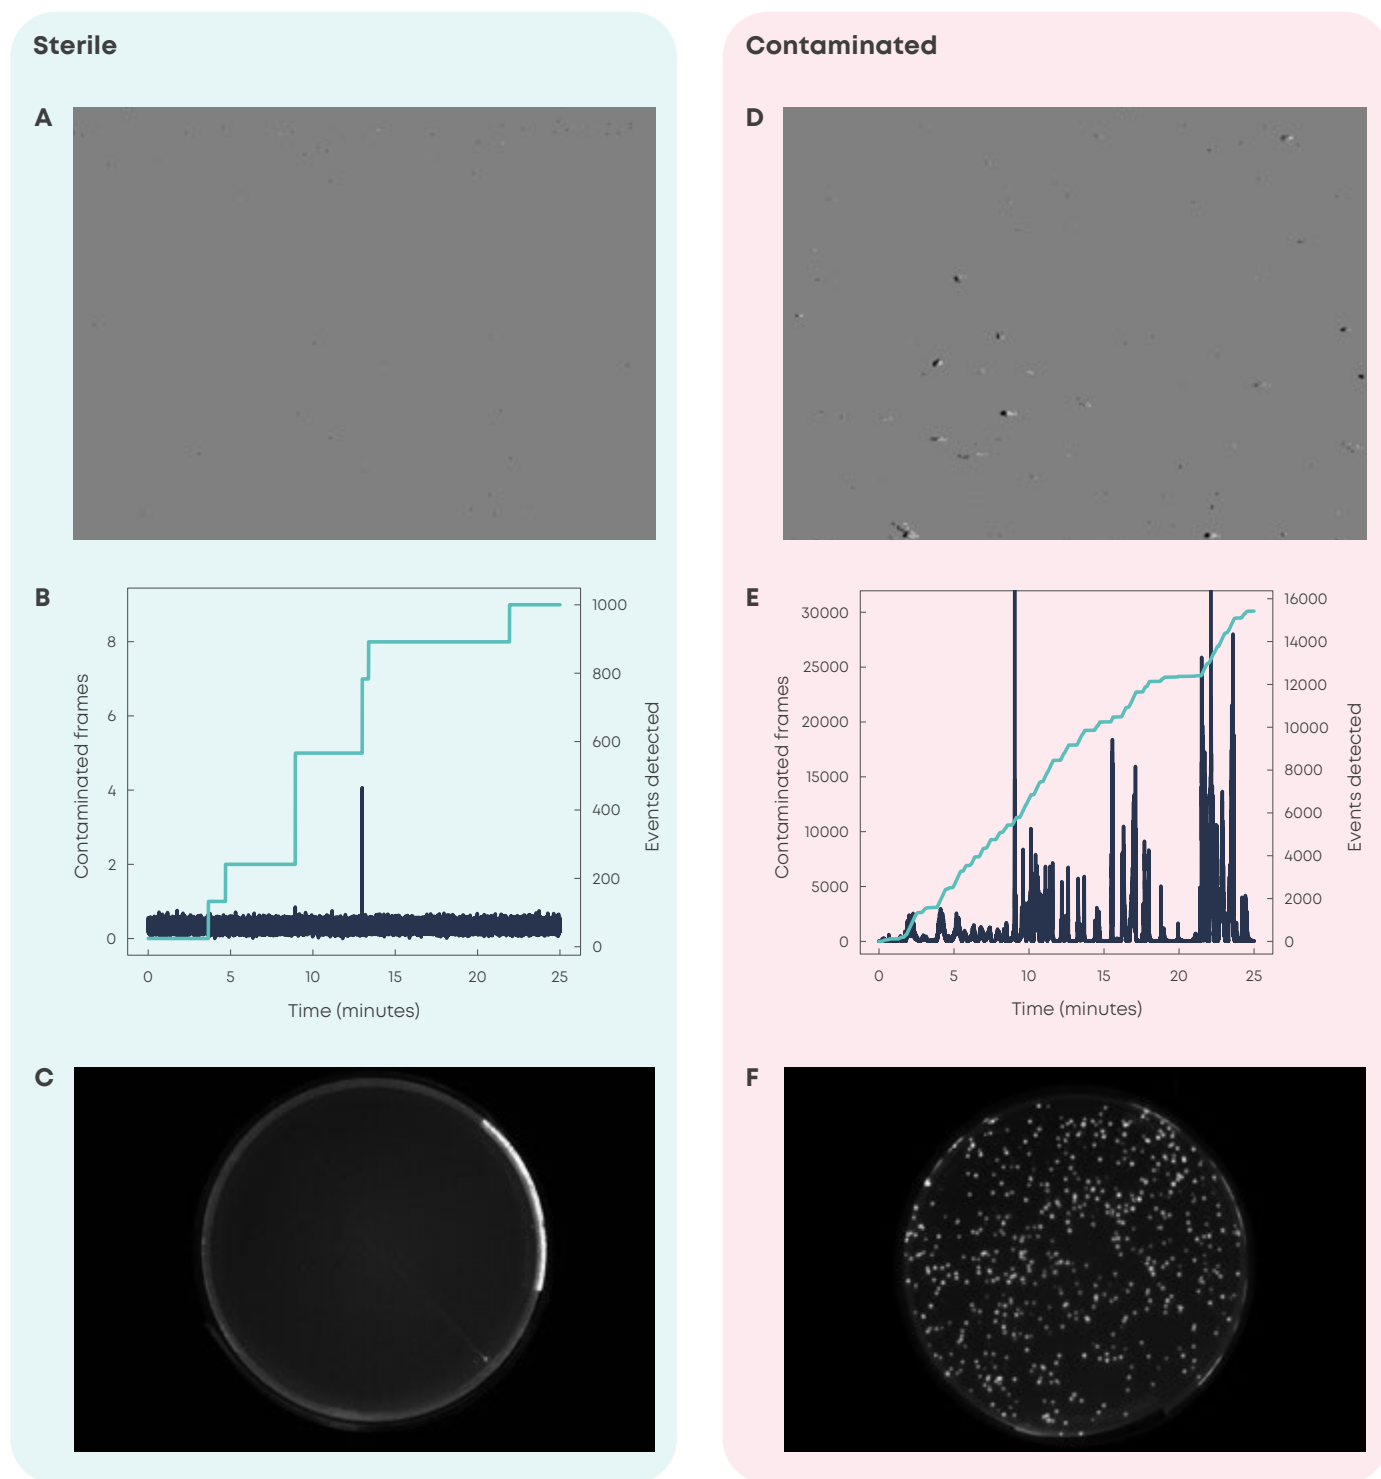 Sterile
A
B
8
6
4
2
0
1000
800
600
400
200
0
Contaminated frames
Events detected
0 5 10 15 20 25
Time (minutes)
C
Contaminated
D
E
30000
25000
20000
15000
10000
5000
0
16000
14000
12000
10000
8000
6000
4000
2000
0
Contaminated frames
Events detected
0 5 10 15 20 25
Time (minutes)
F